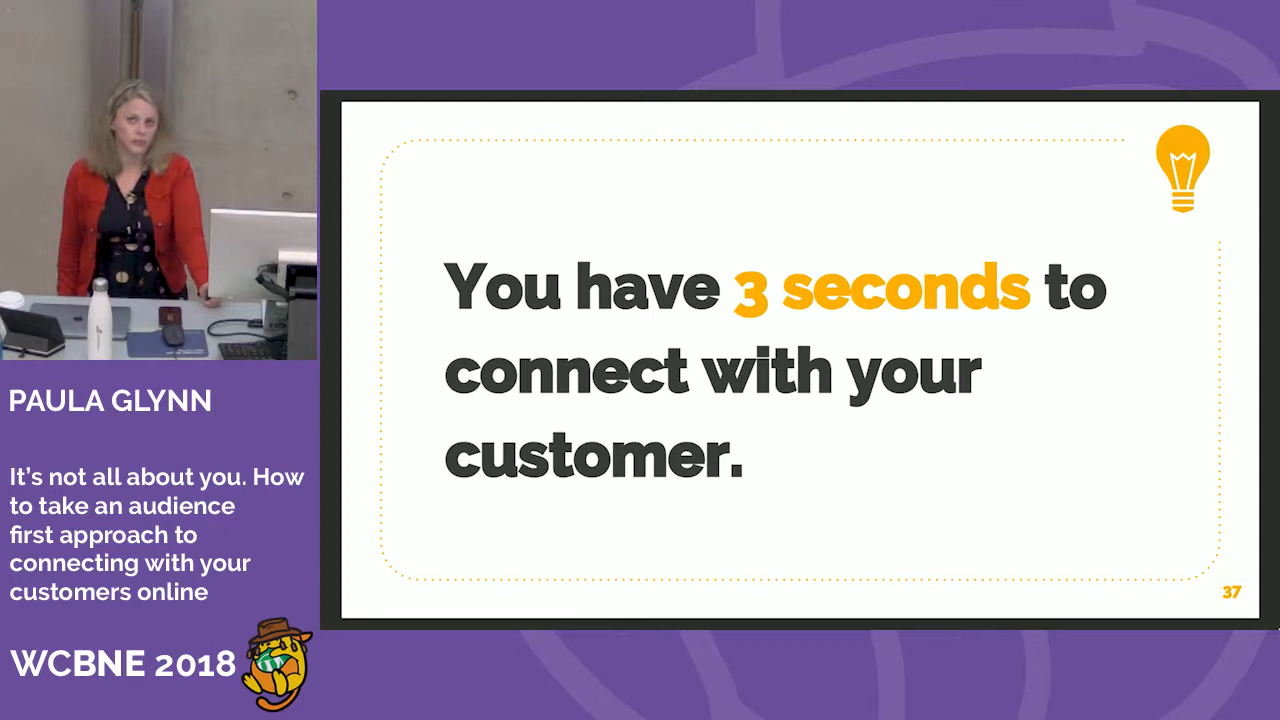 PAULA GLYNN
It's not all about you. How
to take an audience
first approach to
connecting with your
customers online
WCBNE 2018
You have 3 seconds to
connect with your
customer.
37